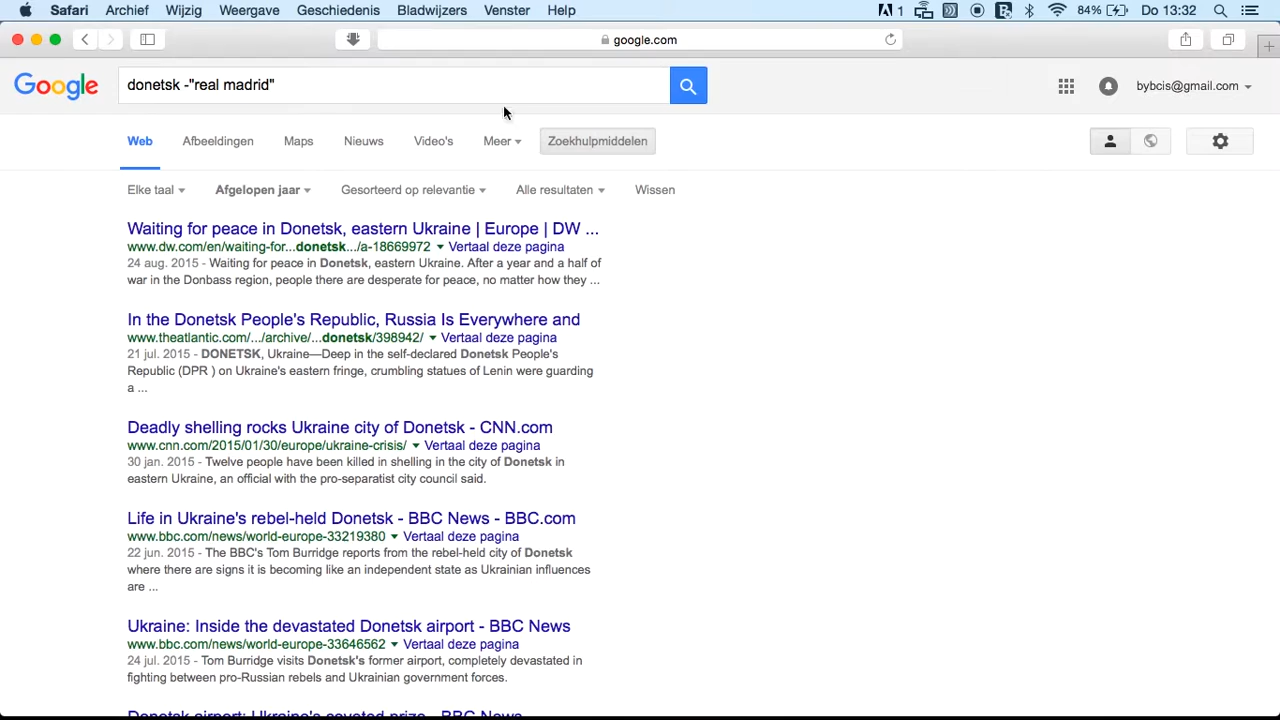 Safari Archief Wijzig Weergave Geschiedenis Bladwijzers Venster Help 1 84% Do 13:32
google.com
Google donetsk -"real madrid" bybcis@gmail.com
Web Afbeeldingen Maps Nieuws Video's Meer Zoekhulpmiddelen
Elke taal Afgelopen jaar Gesorteerd op relevantie Alle resultaten Wissen
Waiting for peace in Donetsk, eastern Ukraine | Europe | DW ...
www.dw.com/en/waiting-for...donetsk.../a-18669972 Vertaal deze pagina
24 aug. 2015 - Waiting for peace in Donetsk, eastern Ukraine. After a year and a half of
war in the Donbass region, people there are desperate for peace, no matter how they ...
In the Donetsk People's Republic, Russia Is Everywhere and
www.theatlantic.com/.../archive/...donetsk/398942/ Vertaal deze pagina
21 jul. 2015 - DONETSK, Ukraine—Deep in the self-declared Donetsk People's
Republic (DPR ) on Ukraine's eastern fringe, crumbling statues of Lenin were guarding
a ...
Deadly shelling rocks Ukraine city of Donetsk - CNN.com
www.cnn.com/2015/01/30/europe/ukraine-crisis/ Vertaal deze pagina
30 jan. 2015 - Twelve people have been killed in shelling in the city of Donetsk in
eastern Ukraine, an official with the pro-separatist city council said.
Life in Ukraine's rebel-held Donetsk - BBC News - BBC.com
www.bbc.com/news/world-europe-33219380 Vertaal deze pagina
22 jun. 2015 - The BBC's Tom Burridge reports from the rebel-held city of Donetsk
where there are signs it is becoming like an independent state as Ukrainian influences
are ...
Ukraine: Inside the devastated Donetsk airport - BBC News
www.bbc.com/news/world-europe-33646562 Vertaal deze pagina
24 jul. 2015 - Tom Burridge visits Donetsk's former airport, completely devastated in
fighting between pro-Russian rebels and Ukrainian government forces.
Donetsk airport: Ukraine's coveted prize - BBC News